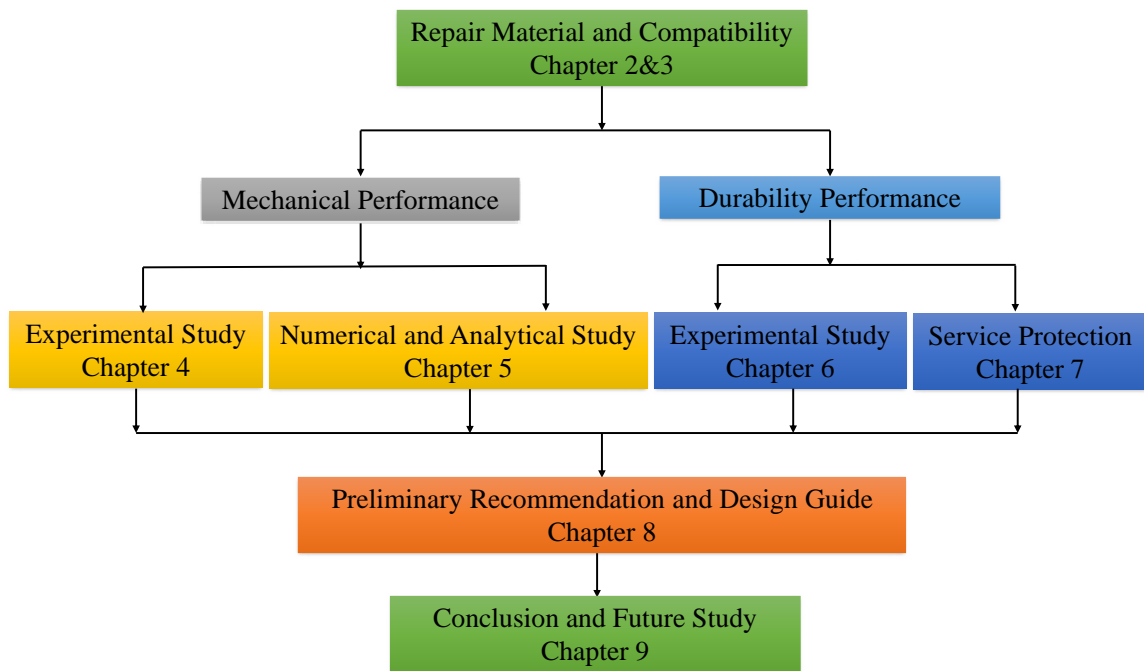 Repair Material and Compatibility
Chapter 2&3
Mechanical Performance
Durability Performance
Experimental Study
Chapter 4
Numerical and Analytical Study
Chapter 5
Experimental Study
Chapter 6
Service Protection
Chapter 7
Preliminary Recommendation and Design Guide
Chapter 8
Conclusion and Future Study
Chapter 9